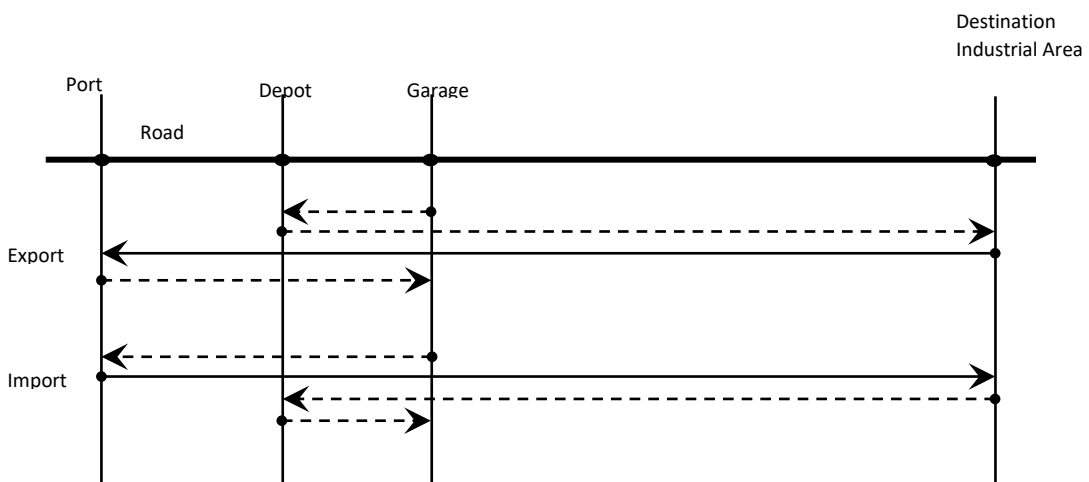 Destination
Industrial Area
Port
Depot
Garage
Road
Export
Import